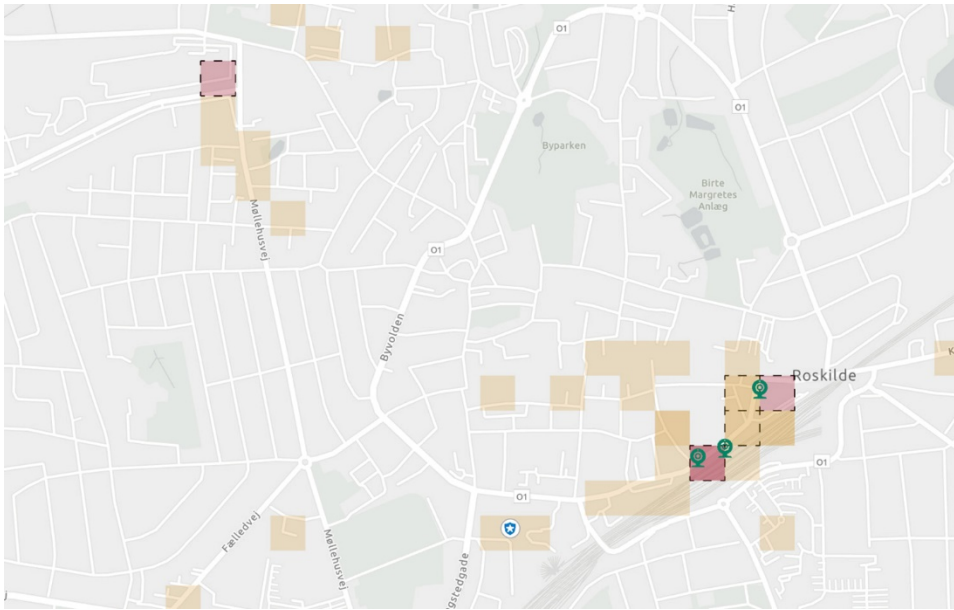 O1
H
O1
Byparken
Birte
Margretes
Anlæg
Møllehusvej
O1
Byvolden
K
Roskilde
O1
O1
Fælledvej
Møllehusvej
gstedgade
j